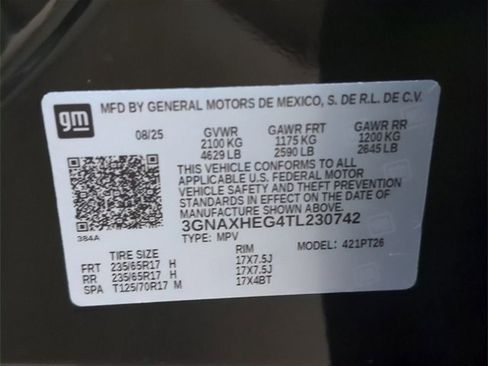 gm
MFD BY GENERAL MOTORS DE MEXICO, S. DE R.L. DE C.V.
08/25 GVWR GAWR FRT GAWR RR
2100 KG 1175 KG 1200 KG
4629 LB 2590 LB 2645 LB
THIS VEHICLE CONFORMS TO ALL
APPLICABLE U.S. FEDERAL MOTOR
VEHICLE SAFETY AND THEFT PREVENTION
STANDARDS IN EFFECT ON THE DATE OF
MANUFACTURE SHOWN ABOVE.
3GNAXHEG4TL230742
384A TYPE: MPV MODEL: 421PT26
TIRE SIZE RIM
FRT 235/65R17 H 17X7.5J
RR 235/65R17 H 17X7.5J
SPA T125/70R17 M 17X4BT